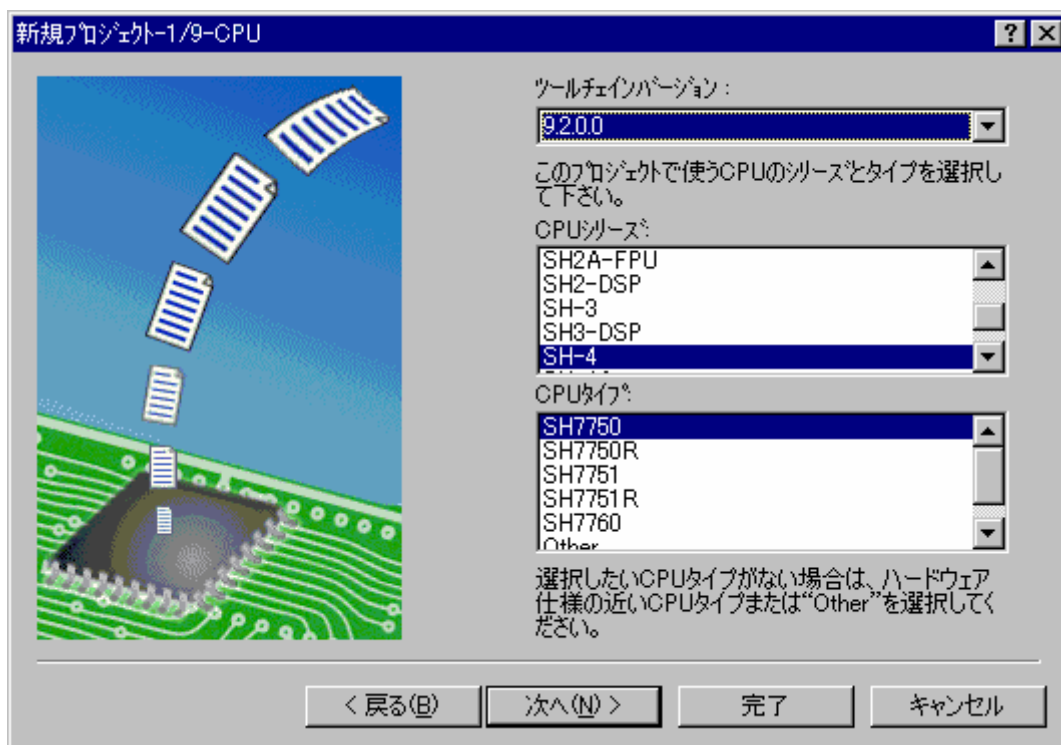 新規ﾌﾟﾛｼﾞｪｸﾄ-1/9-CPU
ﾂｰﾙﾁｪｲﾝﾊﾞｰｼﾞｮﾝ :
9.2.0.0
このﾌﾟﾛｼﾞｪｸﾄで使うCPUのｼﾘｰｽﾞとタイプを選択し
て下さい。
CPUｼﾘｰｽﾞ:
SH2A-FPU
SH2-DSP
SH-3
SH3-DSP
SH-4
CPUﾀｲﾌﾟ:
SH7750
SH7750R
SH7751
SH7751R
SH7760
Other
選択したいCPUタイプがない場合は、ハードウェア
仕様の近いCPUタイプまたは“Other”を選択してく
ださい。
< 戻る(B)
次へ(N) >
完了
キャンセル